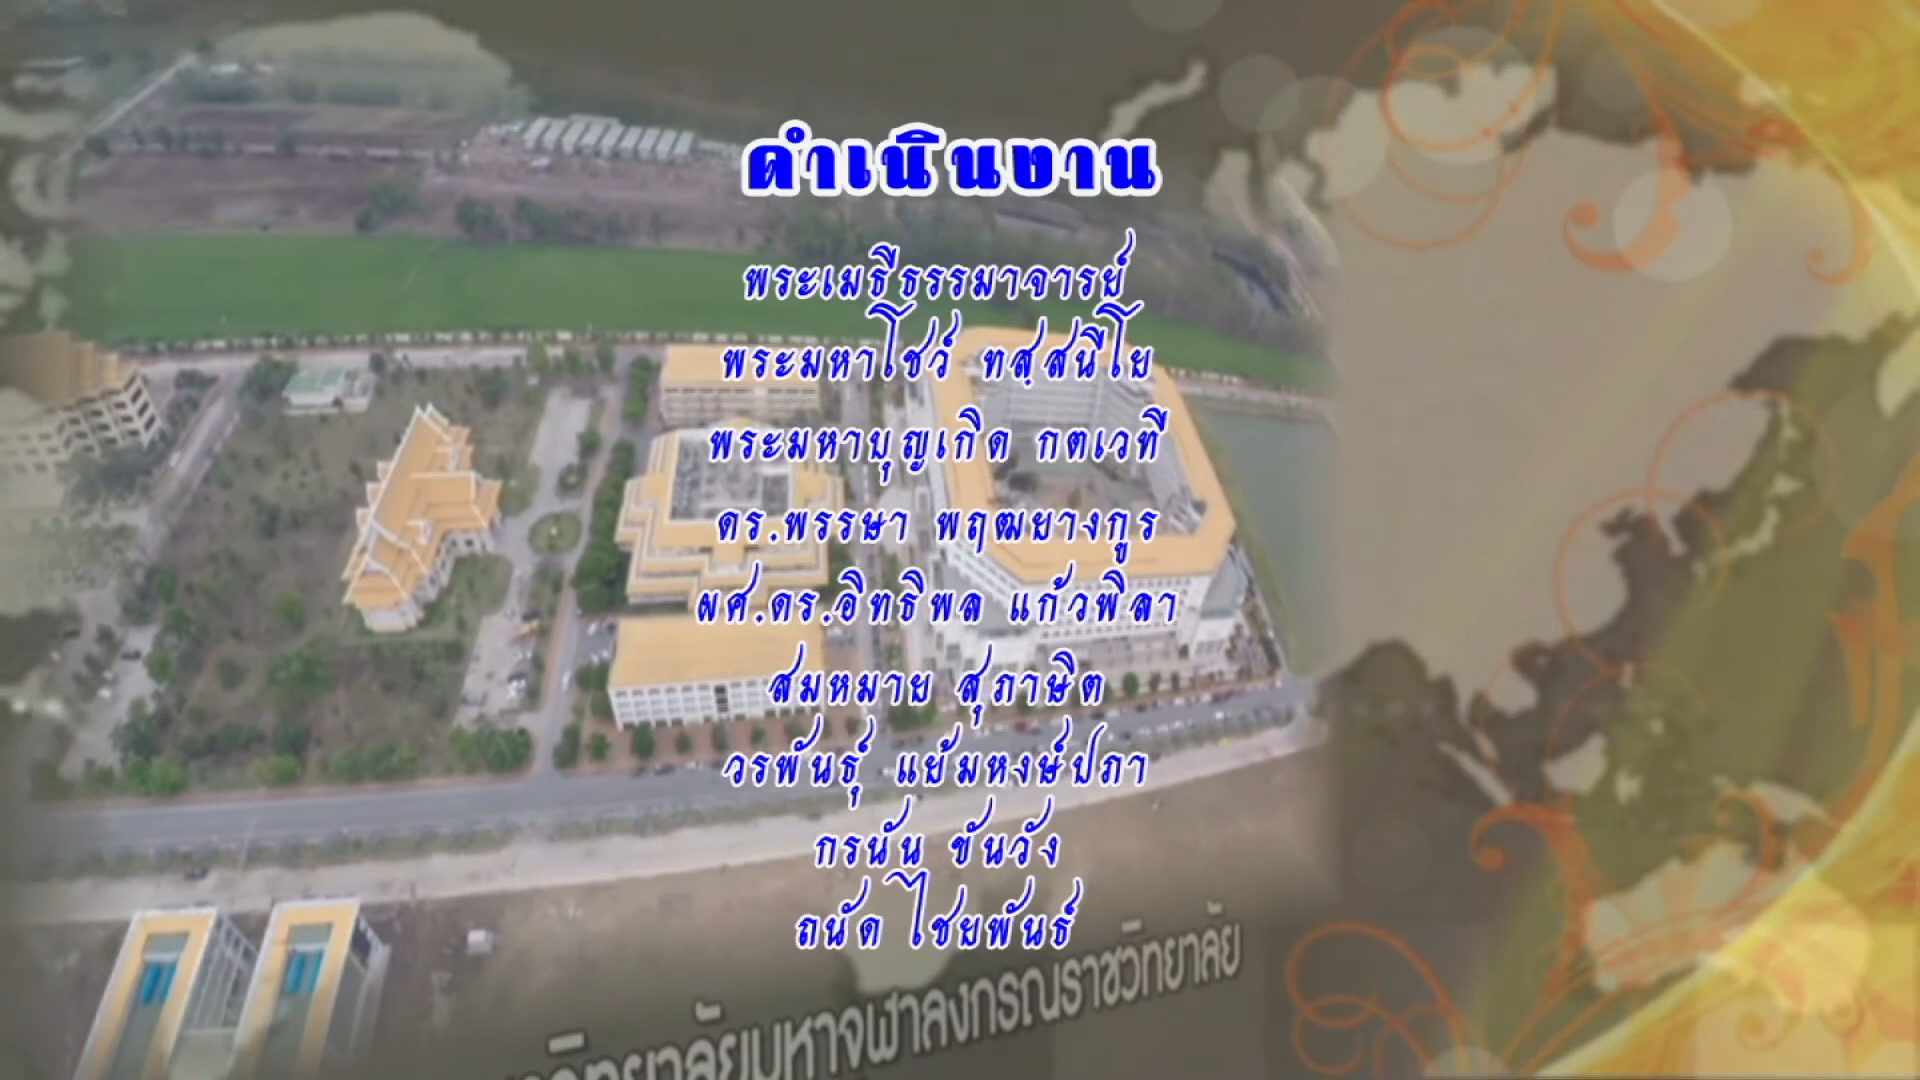 ดำเนินงาน
พระเมธีธรรมาจารย์
พระมหาโชว์ ทสฺสนีโย
พระมหาบุญเกิด กตเวที
ดร.พรรษา พฤฒยางกูร
ผศ.ดร.อิทธิพล แก้วพิลา
สมหมาย สุภาษิต
วรพันธุ์ แย้มหงษ์ปภา
กรนัน ขันวัง
ถนัด ไชยพันธ์
วิทยาลัยมหาจุฬาลงกรณราชวิทยาลัย